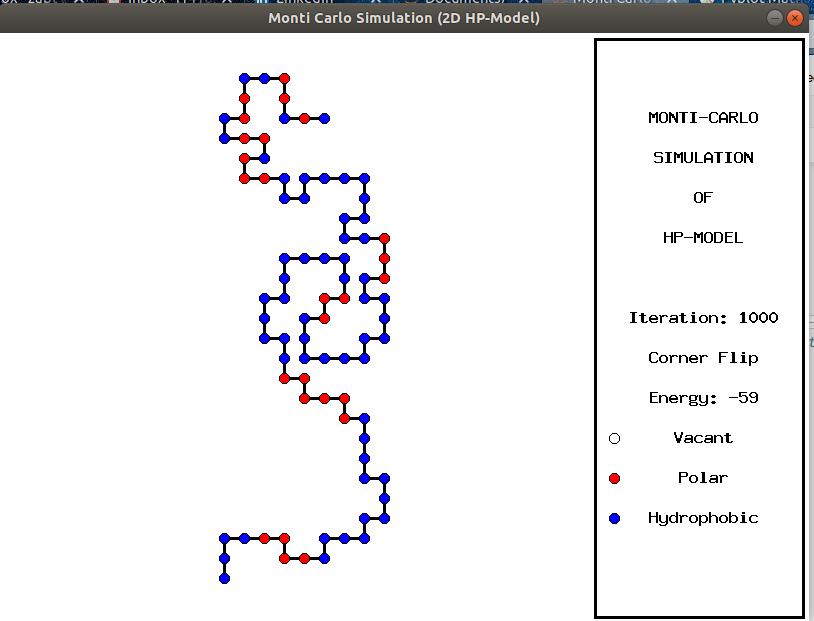 Monti Carlo Simulation (2D HP-Model)
MONTI-CARLO
SIMULATION
OF
HP-MODEL
Iteration: 1000
Corner Flip
Energy: -59
Vacant
Polar
Hydrophobic